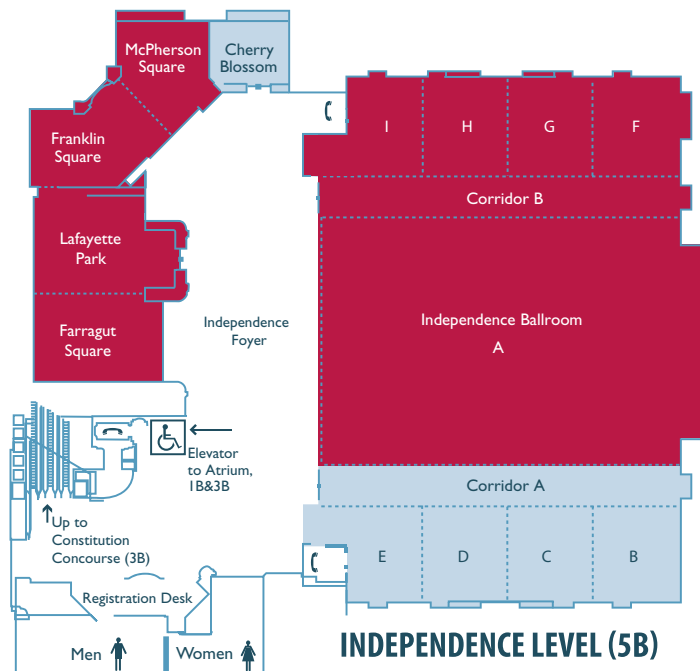 McPherson
Square
Cherry
Blossom
I
H
G
F
Franklin
Square
Corridor B
Lafayette
Park
Independence
Foyer
Independence Ballroom
A
Farragut
Square
Elevator
to Atrium,
1B&3B
Corridor A
Up to
Constitution
Concourse (3B)
E
D
C
B
Registration Desk
Men
Women
INDEPENDENCE LEVEL (5B)